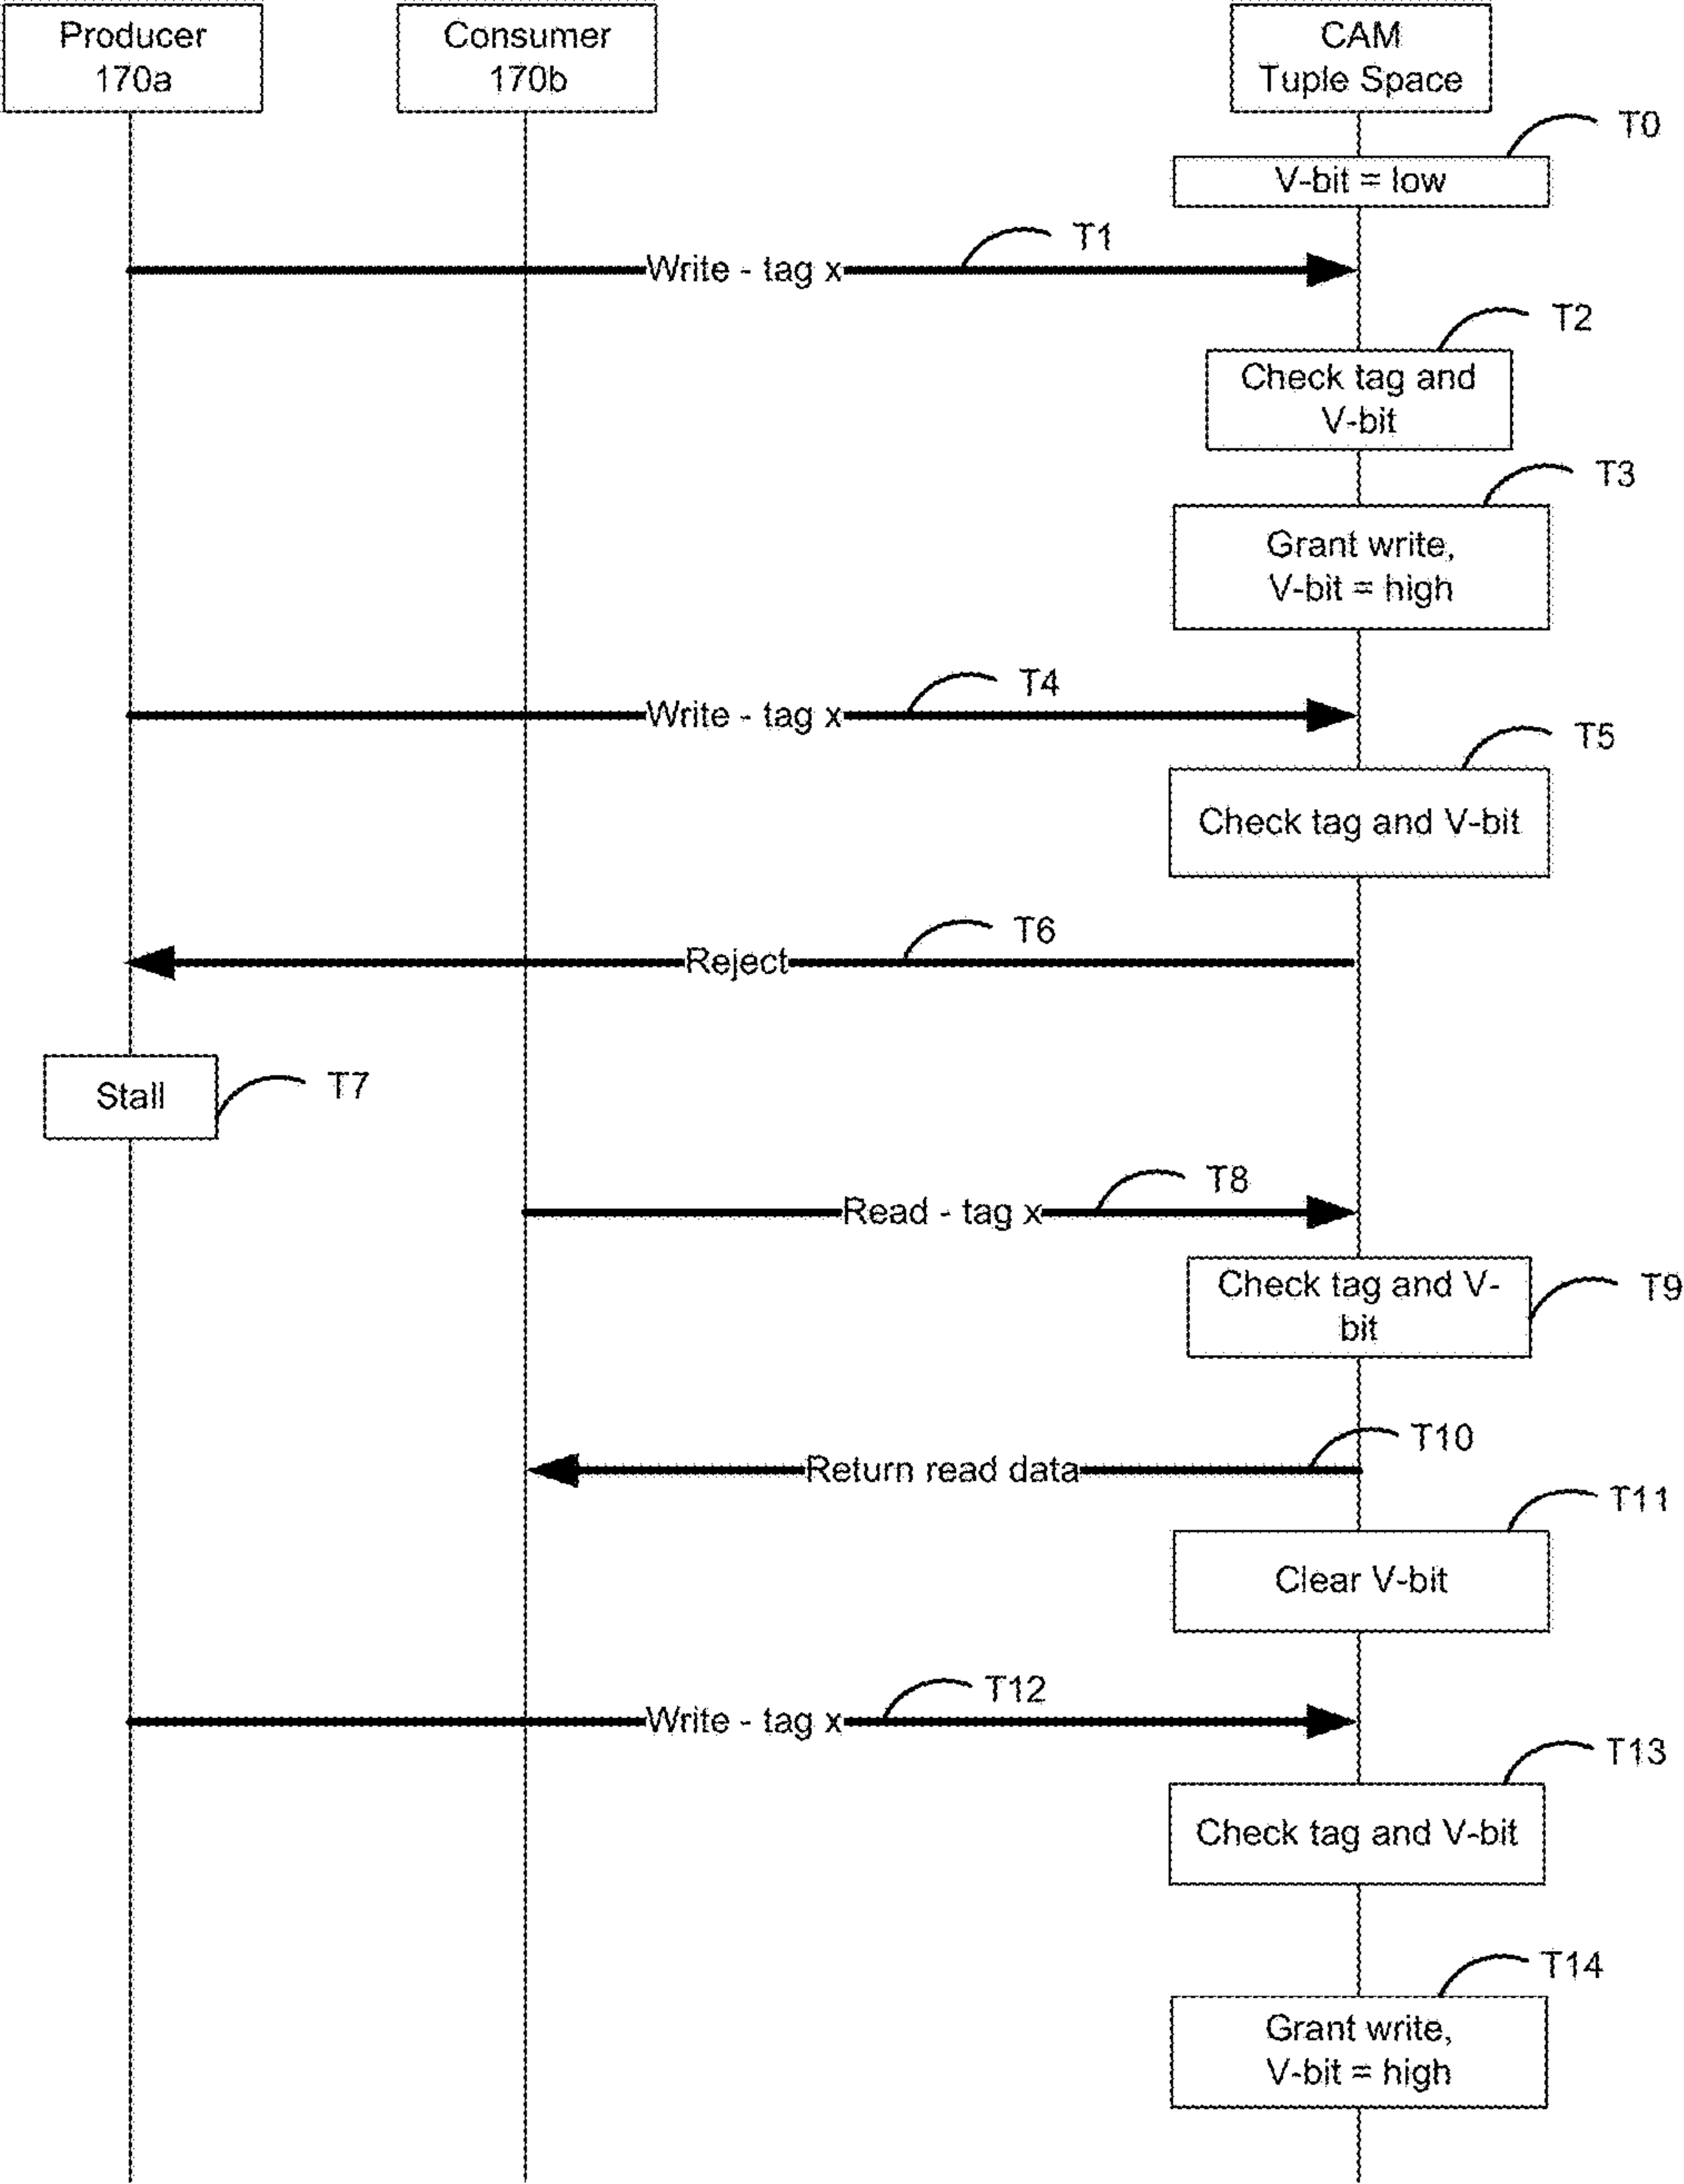 Producer
170a
Consumer
170b
CAM
Tuple Space
T0
V-bit = low
T1
Write - tag x
T2
Check tag and
V-bit
T3
Grant write,
V-bit = high
T4
Write - tag x
T5
Check tag and V-bit
T6
Reject
Stall
T7
T8
Read - tag x
Check tag and V-
bit
T9
T10
Return read data
T11
Clear V-bit
T12
Write - tag x
T13
Check tag and V-bit
T14
Grant write,
V-bit = high